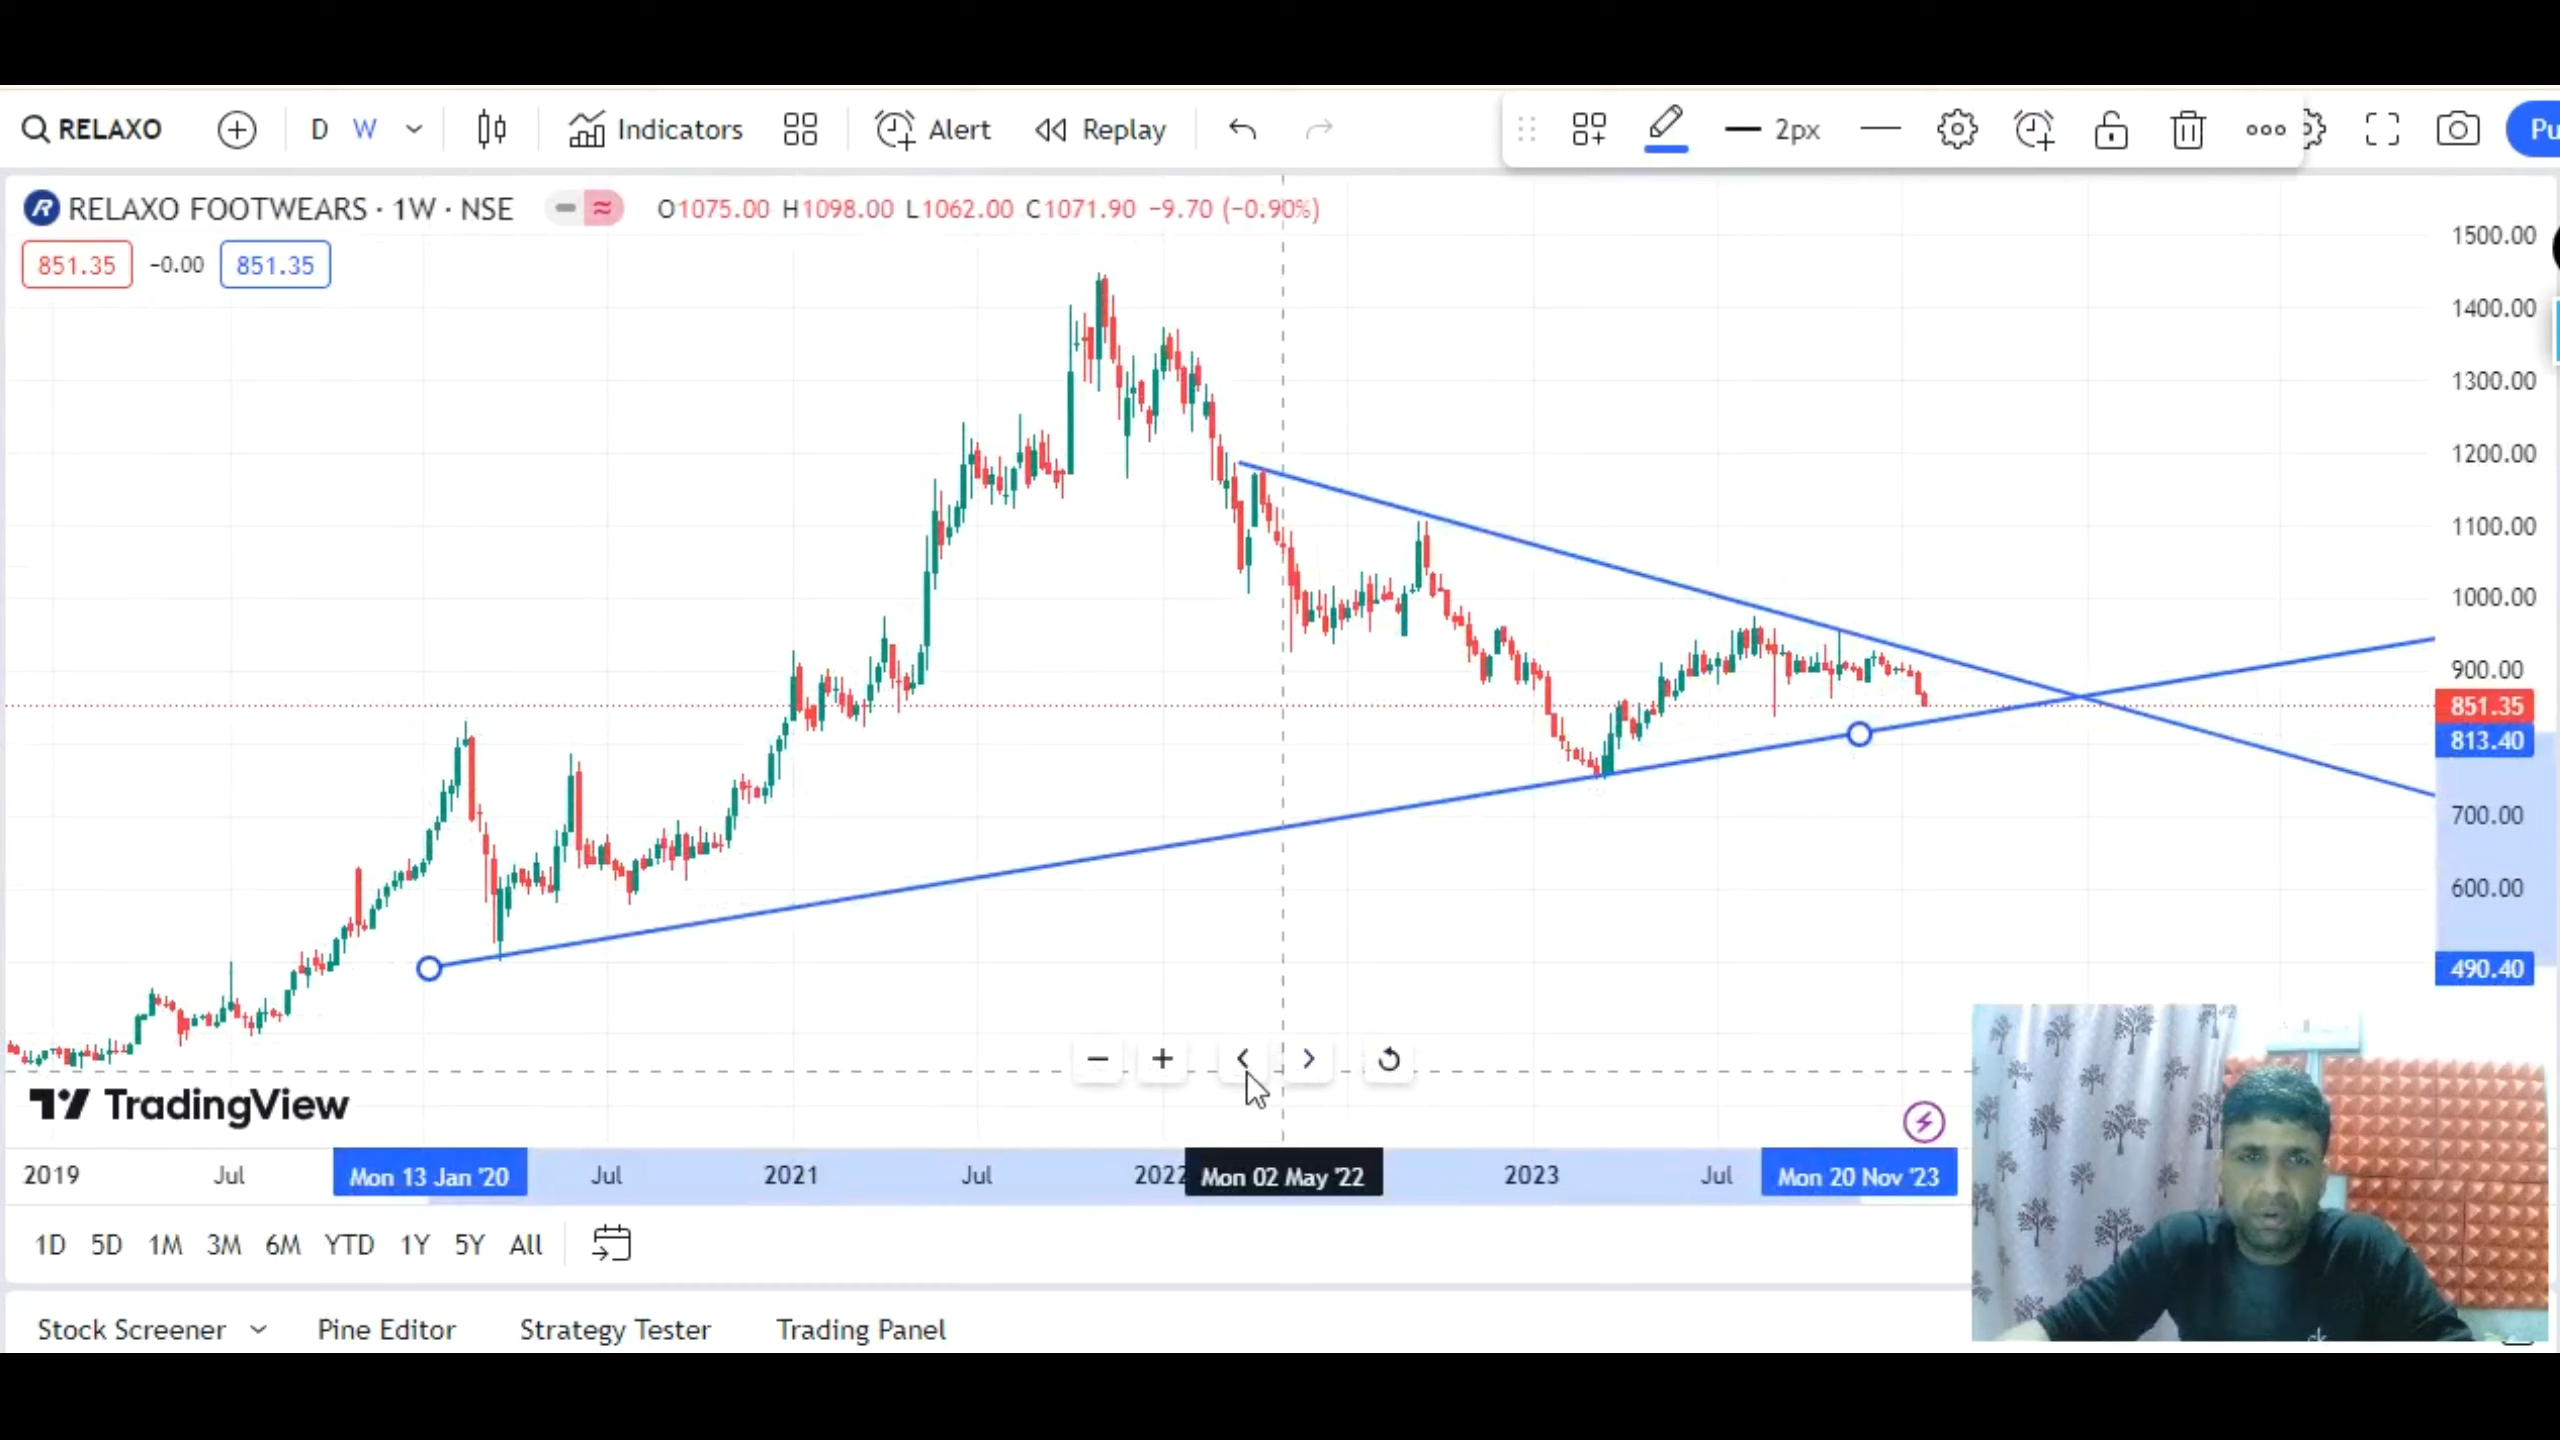 RELAXO D W Indicators Alert Replay 2px Pu
RELAXO FOOTWEARS · 1W · NSE O1075.00 H1098.00 L1062.00 C1071.90 −9.70 (−0.90%)
851.35 −0.00 851.35
1500.00
1400.00
1300.00
1200.00
1100.00
1000.00
900.00
851.35
813.40
700.00
600.00
490.40
TradingView
2019 Jul Mon 13 Jan '20 Jul 2021 Jul 2022 Mon 02 May '22 2023 Jul Mon 20 Nov '23
1D 5D 1M 3M 6M YTD 1Y 5Y All
Stock Screener Pine Editor Strategy Tester Trading Panel